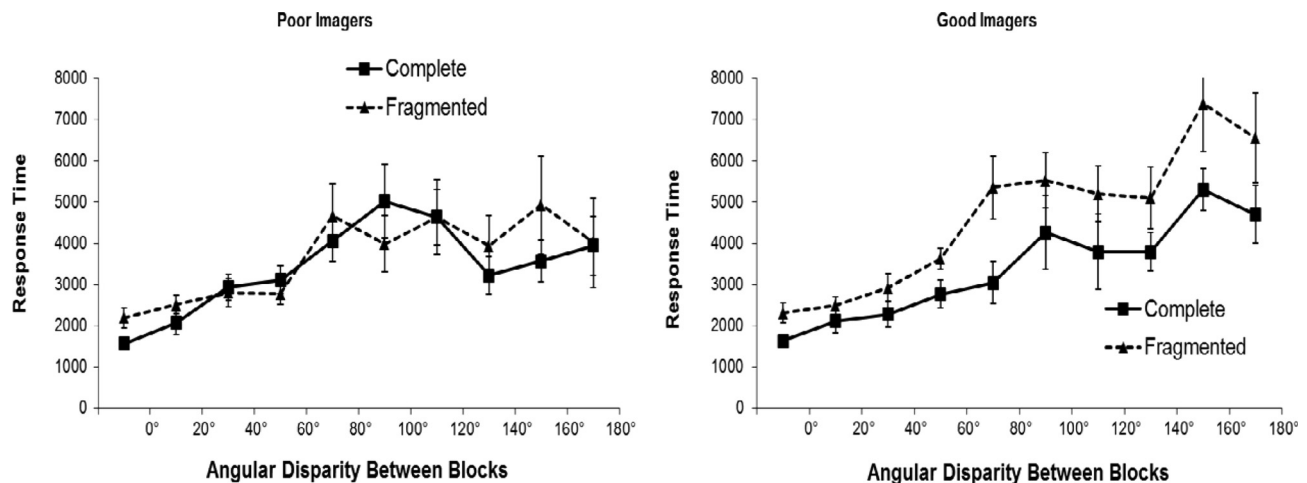 Poor Imagers
Complete
Fragmented
8000
7000
6000
5000
4000
3000
2000
1000
0
Response Time
0° 20° 40° 60° 80° 100° 120° 140° 160° 180°
Angular Disparity Between Blocks
Good Imagers
8000
7000
6000
5000
4000
3000
2000
1000
0
Response Time
Complete
Fragmented
0° 20° 40° 60° 80° 100° 120° 140° 160° 180°
Angular Disparity Between Blocks